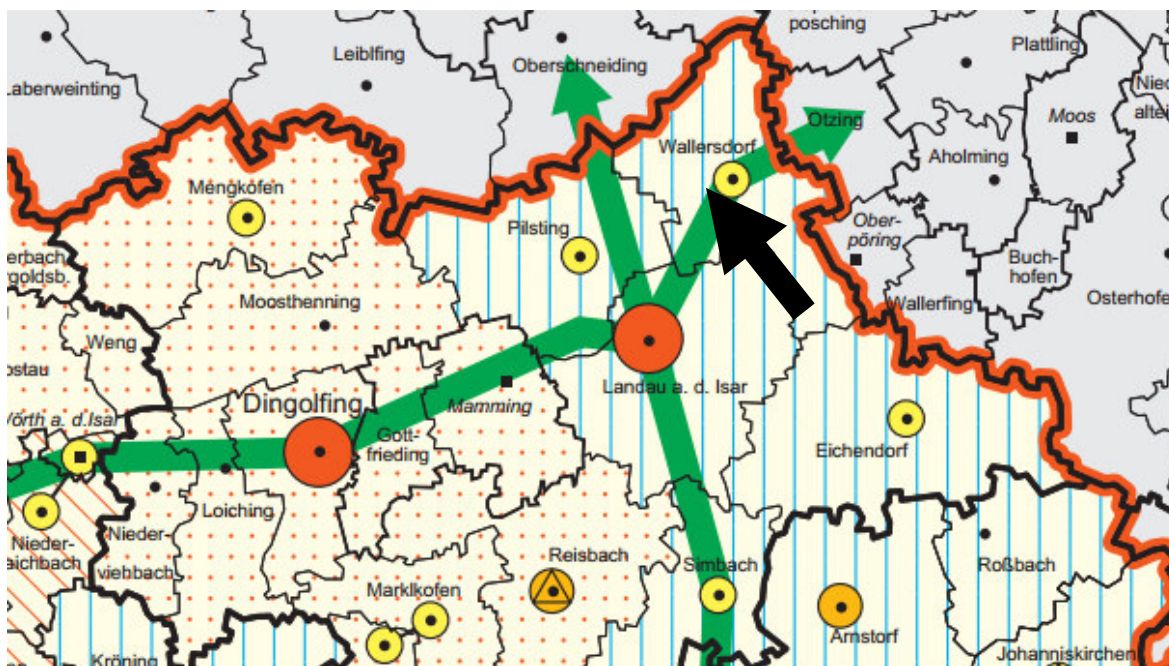 posching
Plattling
Leiblfing
Oberschneiding
Laberweinting
Moos
Otzing
Wallersdorf
Aholming
Mengkofen
Ober-
pöring
Pilsting
Buch-
hofen
erbach
rgoldsb.
Moosthenning
Wallerfing
Osterhofe
Weng
ostau
Landau a. d. Isar
Dingolfing
Mamming
Vörth a. d.Isar
Gott-
frieding
Eichendorf
Loiching
Nieder-
aichbach
Nieder-
viehbach
Reisbach
Simbach
Roßbach
Marklkofen
Arnstorf
Kröning
Johanniskirchen